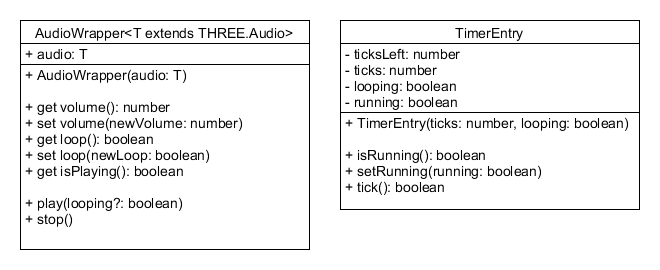 AudioWrapper<T extends THREE.Audio>
+ audio: T
+ AudioWrapper(audio: T)
+ get volume(): number
+ set volume(newVolume: number)
+ get loop(): boolean
+ set loop(newLoop: boolean)
+ get isPlaying(): boolean
+ play(looping?: boolean)
+ stop()
TimerEntry
- ticksLeft: number
- ticks: number
- looping: boolean
- running: boolean
+ TimerEntry(ticks: number, looping: boolean)
+ isRunning(): boolean
+ setRunning(running: boolean)
+ tick(): boolean